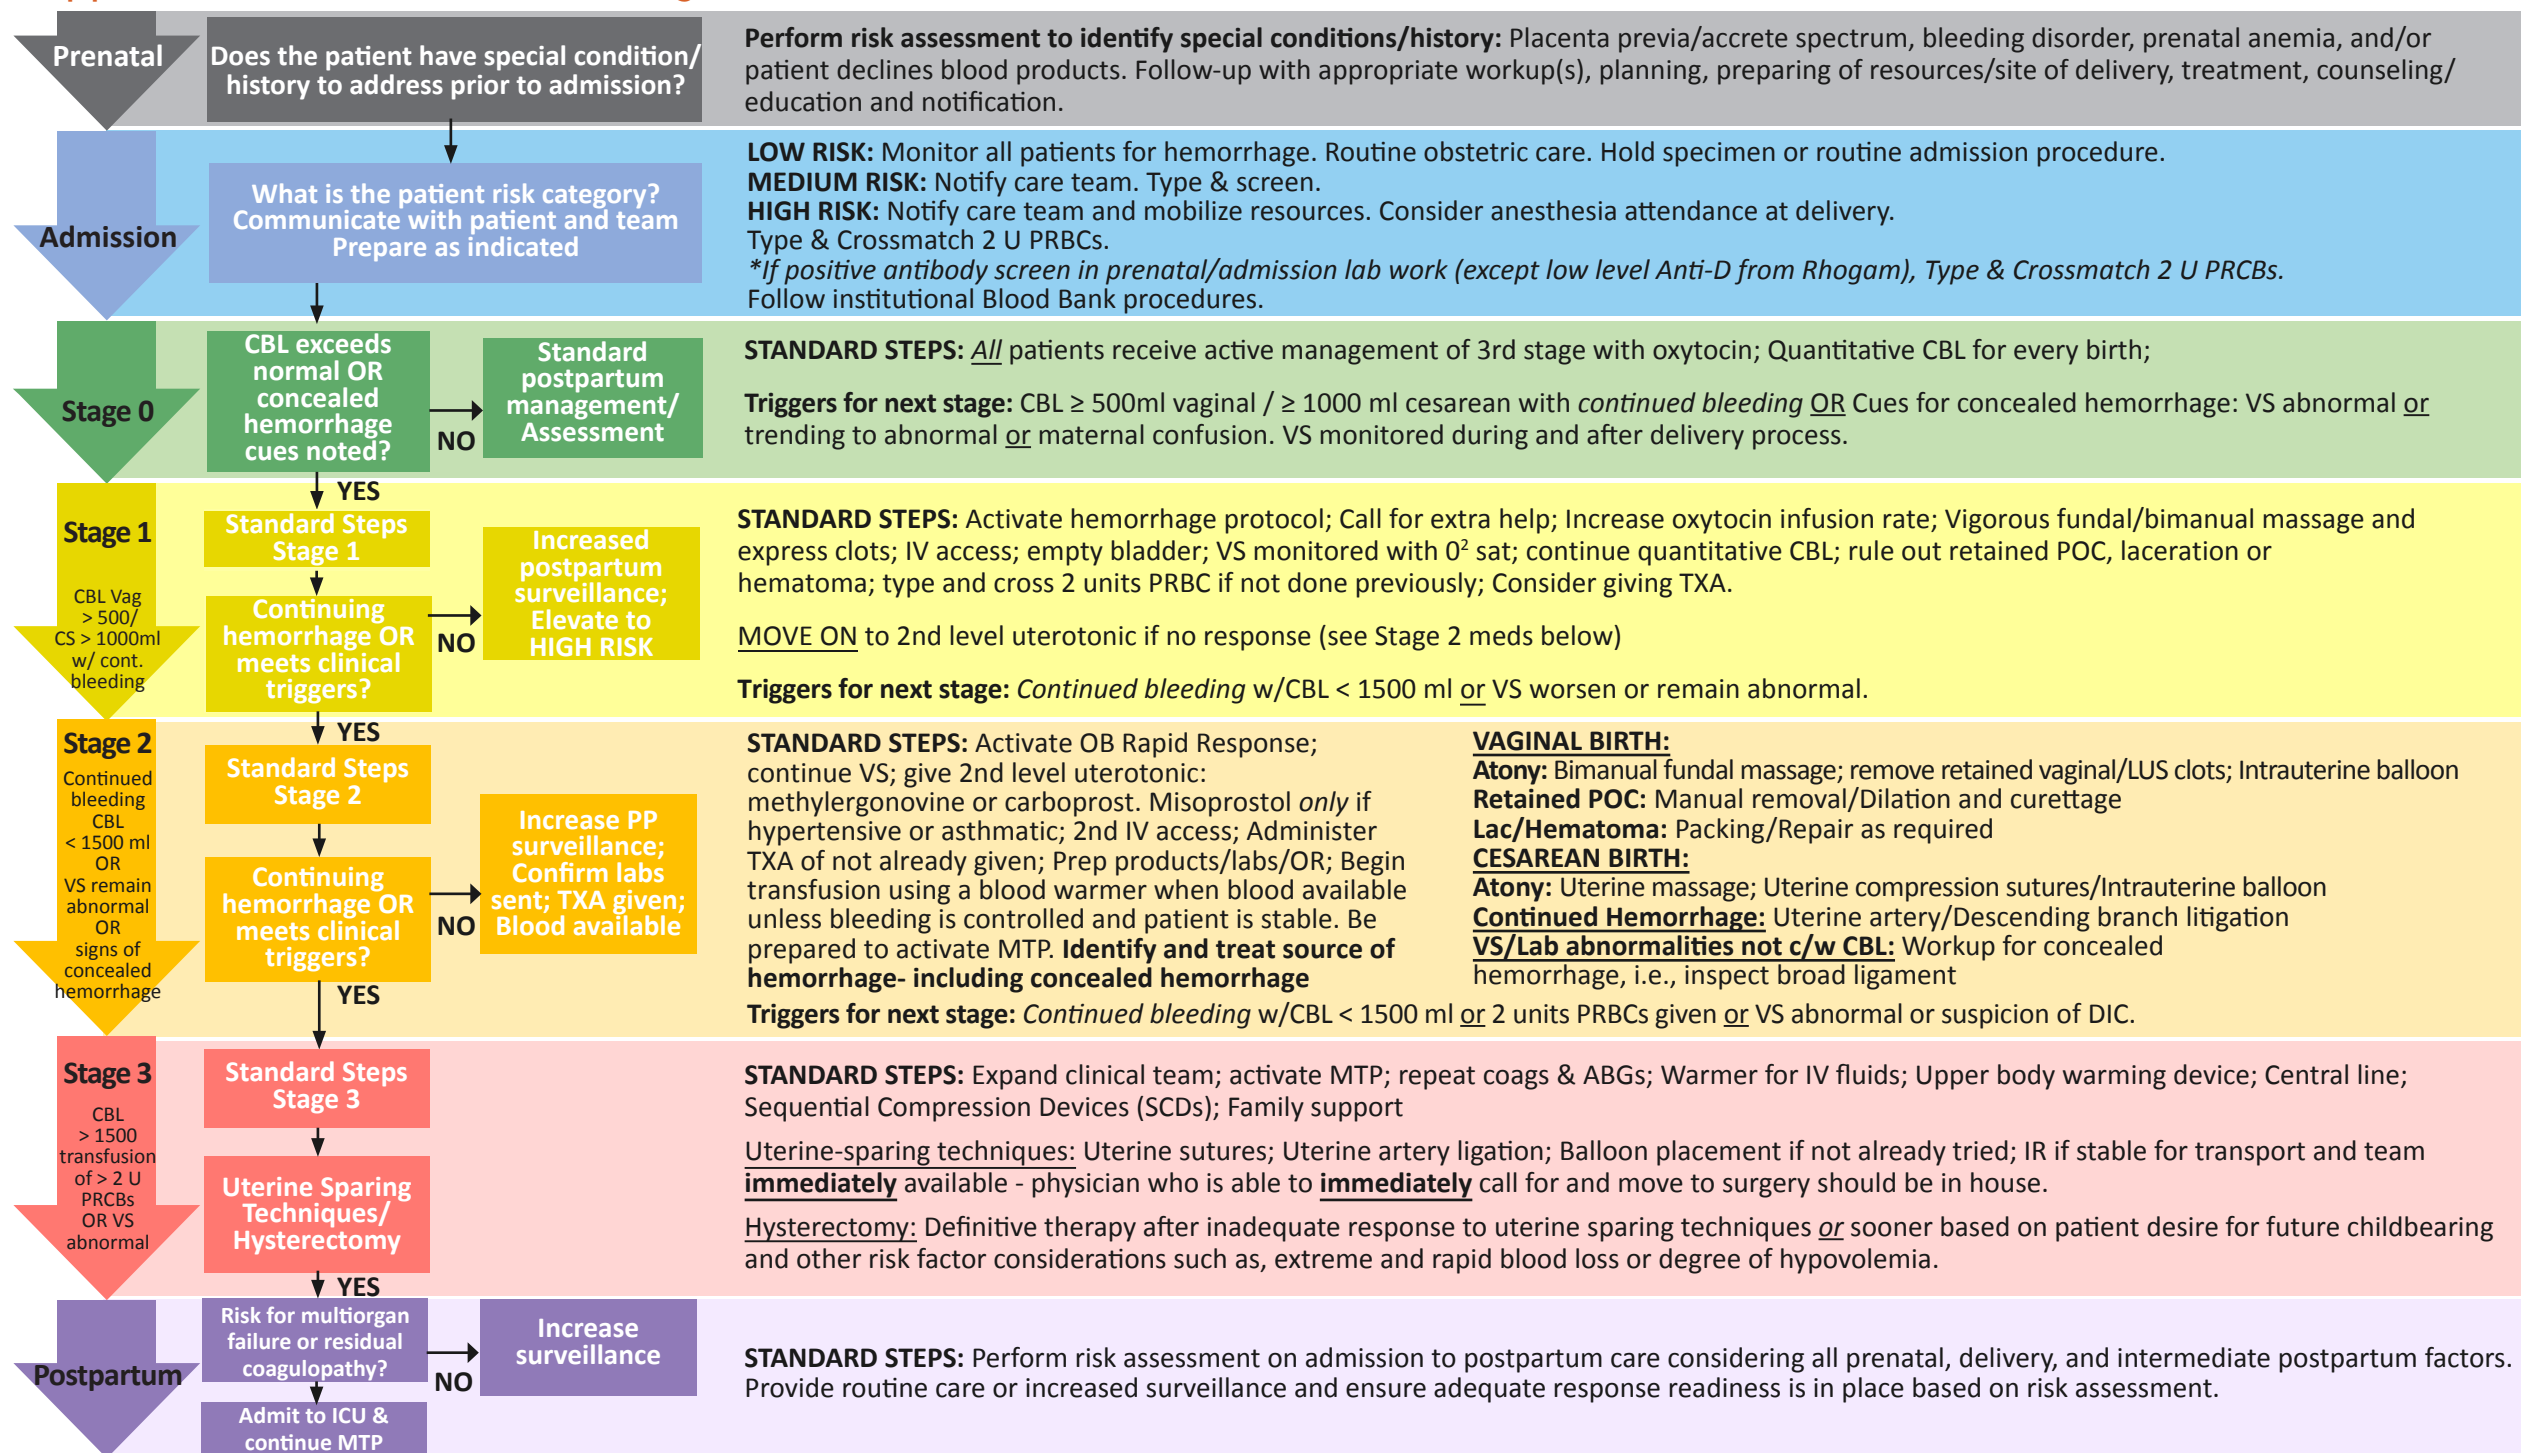 Prenatal
Does the patient have special condition/
history to address prior to admission?
Perform risk assessment to identify special conditions/history: Placenta previa/accrete spectrum, bleeding disorder, prenatal anemia, and/or
patient declines blood products. Follow-up with appropriate workup(s), planning, preparing of resources/site of delivery, treatment, counseling/
education and notification.
Admission
What is the patient risk category?
Communicate with patient and team
Prepare as indicated
LOW RISK: Monitor all patients for hemorrhage. Routine obstetric care. Hold specimen or routine admission procedure.
MEDIUM RISK: Notify care team. Type & screen.
HIGH RISK: Notify care team and mobilize resources. Consider anesthesia attendance at delivery.
Type & Crossmatch 2 U PRBCs.
*If positive antibody screen in prenatal/admission lab work (except low level Anti-D from Rhogam), Type & Crossmatch 2 U PRCBs.
Follow institutional Blood Bank procedures.
Stage 0
CBL exceeds
normal OR
concealed
hemorrhage
cues noted?
NO
Standard
postpartum
management/
Assessment
STANDARD STEPS: All patients receive active management of 3rd stage with oxytocin; Quantitative CBL for every birth;
Triggers for next stage: CBL ≥ 500ml vaginal / ≥ 1000 ml cesarean with continued bleeding OR Cues for concealed hemorrhage: VS abnormal or
trending to abnormal or maternal confusion. VS monitored during and after delivery process.
YES
Stage 1
CBL Vag
> 500/
CS > 1000ml
w/ cont.
bleeding
Standard Steps
Stage 1
Continuing
hemorrhage OR
meets clinical
triggers?
NO
Increased
postpartum
surveillance;
Elevate to
HIGH RISK
STANDARD STEPS: Activate hemorrhage protocol; Call for extra help; Increase oxytocin infusion rate; Vigorous fundal/bimanual massage and
express clots; IV access; empty bladder; VS monitored with 0² sat; continue quantitative CBL; rule out retained POC, laceration or
hematoma; type and cross 2 units PRBC if not done previously; Consider giving TXA.
MOVE ON to 2nd level uterotonic if no response (see Stage 2 meds below)
Triggers for next stage: Continued bleeding w/CBL < 1500 ml or VS worsen or remain abnormal.
YES
Stage 2
Continued
bleeding
CBL
< 1500 ml
OR
VS remain
abnormal
OR
signs of
concealed
hemorrhage
Standard Steps
Stage 2
Continuing
hemorrhage OR
meets clinical
triggers?
NO
Increase PP
surveillance;
Confirm labs
sent; TXA given;
Blood available
STANDARD STEPS: Activate OB Rapid Response;
continue VS; give 2nd level uterotonic:
methylergonovine or carboprost. Misoprostol only if
hypertensive or asthmatic; 2nd IV access; Administer
TXA of not already given; Prep products/labs/OR; Begin
transfusion using a blood warmer when blood available
unless bleeding is controlled and patient is stable. Be
prepared to activate MTP. Identify and treat source of
hemorrhage- including concealed hemorrhage
VAGINAL BIRTH:
Atony: Bimanual fundal massage; remove retained vaginal/LUS clots; Intrauterine balloon
Retained POC: Manual removal/Dilation and curettage
Lac/Hematoma: Packing/Repair as required
CESAREAN BIRTH:
Atony: Uterine massage; Uterine compression sutures/Intrauterine balloon
Continued Hemorrhage: Uterine artery/Descending branch litigation
VS/Lab abnormalities not c/w CBL: Workup for concealed
hemorrhage, i.e., inspect broad ligament
Triggers for next stage: Continued bleeding w/CBL < 1500 ml or 2 units PRBCs given or VS abnormal or suspicion of DIC.
YES
Stage 3
CBL
> 1500
transfusion
of > 2 U
PRCBs
OR VS
abnormal
Standard Steps
Stage 3
Uterine Sparing
Techniques/
Hysterectomy
STANDARD STEPS: Expand clinical team; activate MTP; repeat coags & ABGs; Warmer for IV fluids; Upper body warming device; Central line;
Sequential Compression Devices (SCDs); Family support
Uterine-sparing techniques: Uterine sutures; Uterine artery ligation; Balloon placement if not already tried; IR if stable for transport and team
immediately available - physician who is able to immediately call for and move to surgery should be in house.
Hysterectomy: Definitive therapy after inadequate response to uterine sparing techniques or sooner based on patient desire for future childbearing
and other risk factor considerations such as, extreme and rapid blood loss or degree of hypovolemia.
YES
Postpartum
Risk for multiorgan
failure or residual
coagulopathy?
NO
Increase
surveillance
Admit to ICU &
continue MTP
STANDARD STEPS: Perform risk assessment on admission to postpartum care considering all prenatal, delivery, and intermediate postpartum factors.
Provide routine care or increased surveillance and ensure adequate response readiness is in place based on risk assessment.